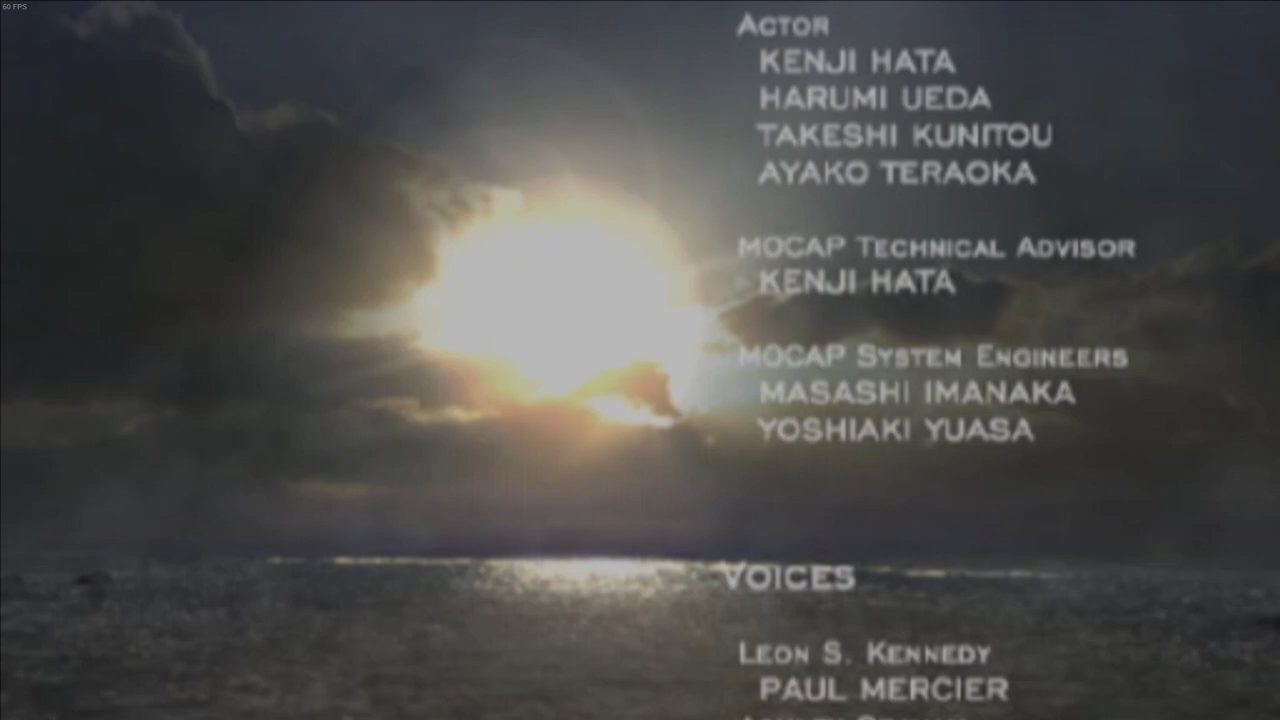 60 FPS
ACTOR
KENJI HATA
HARUMI UEDA
TAKESHI KUNITOU
AYAKO TERAOKA
MOCAP TECHNICAL ADVISOR
KENJI HATA
MOCAP SYSTEM ENGINEERS
MASASHI IMANAKA
YOSHIAKI YUASA
VOICES
LEON S. KENNEDY
PAUL MERCIER